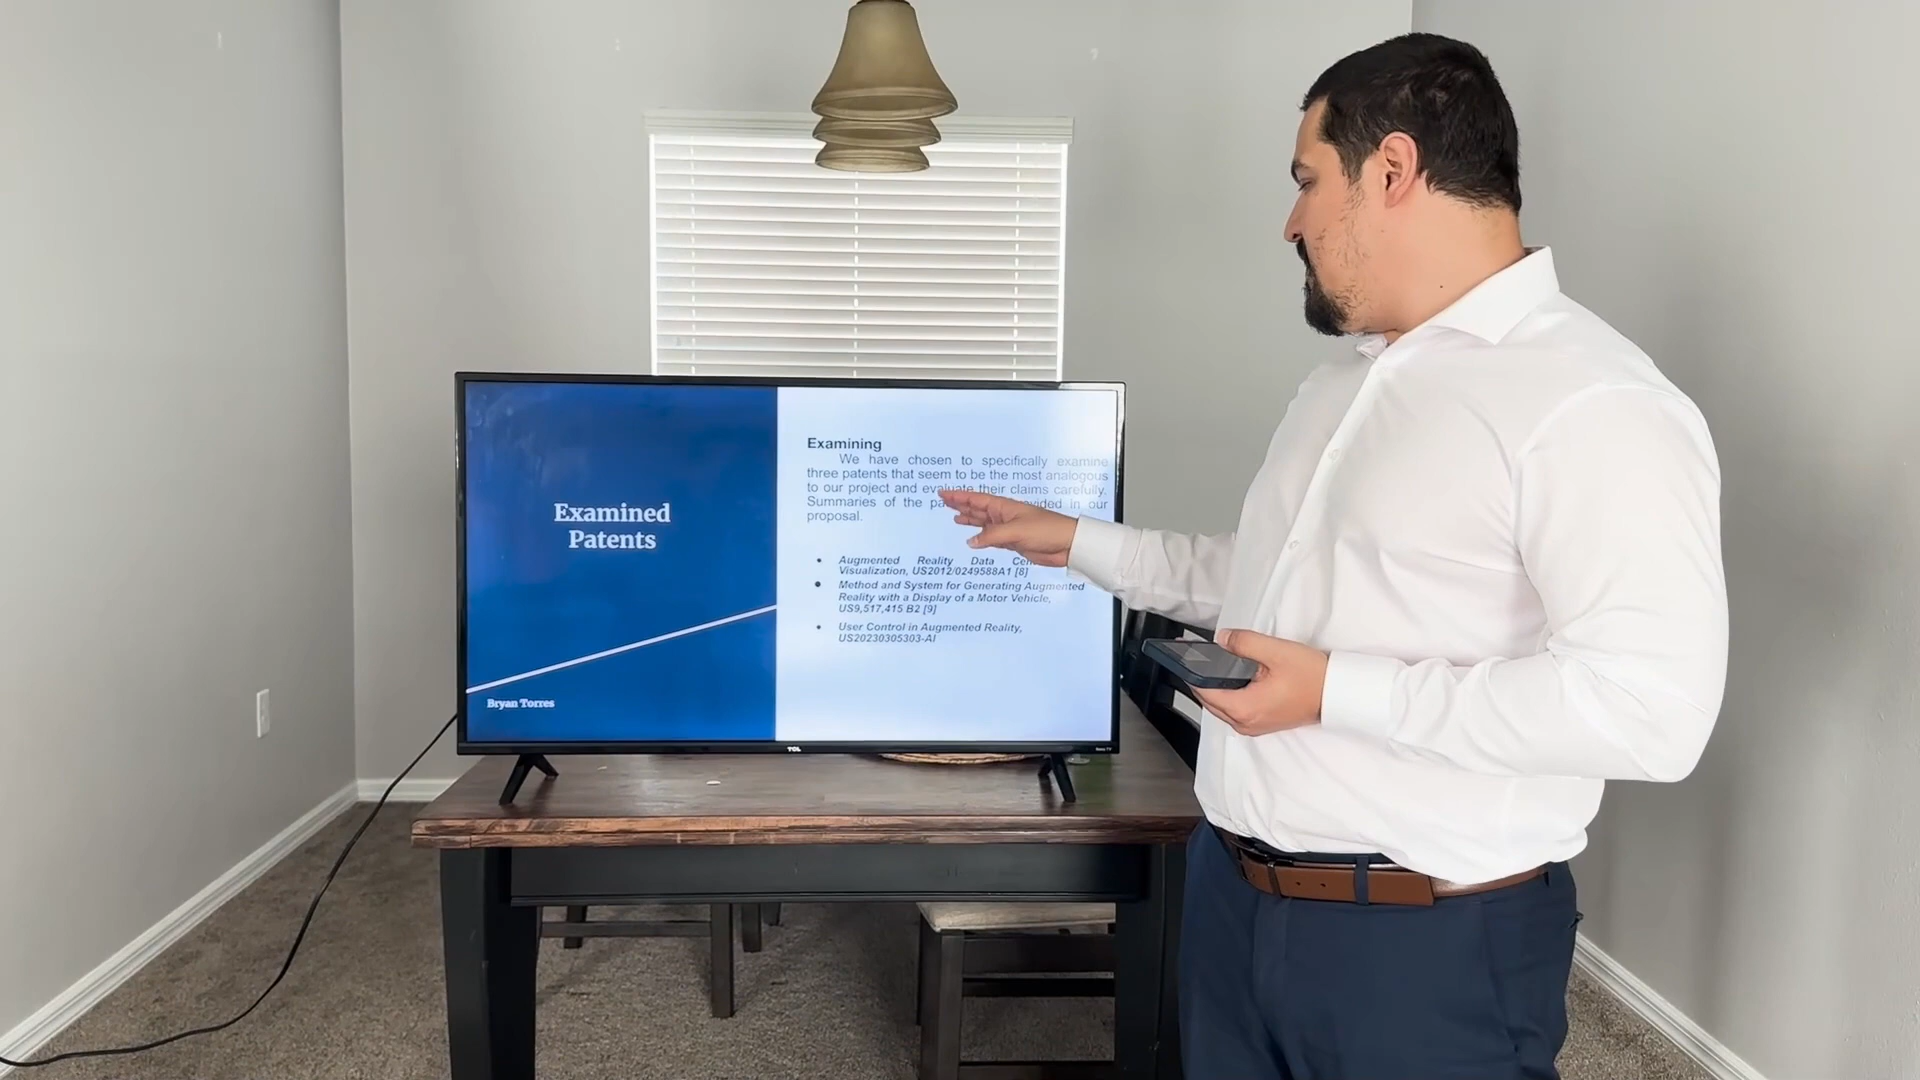 Examined
Patents
Bryan Torres
Examining
We have chosen to specifically examine
three patents that seem to be the most analogous
to our project and evaluate their claims carefully.
Summaries of the in our
proposal.
• Augmented Reality Data
Visualization, US2012/0249588A1 [8]
• Method and System for Generating Augmented
Reality with a Display of a Motor Vehicle,
US9,517,415 B2 [9]
• User Control in Augmented Reality,
US20230305303-AI
TCL